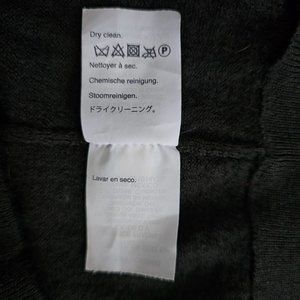 Dry clean.
P
Nettoyer à sec.
Chemische reinigung.
Stoomreinigen.
ドライクリーニング。
Lavar en seco.